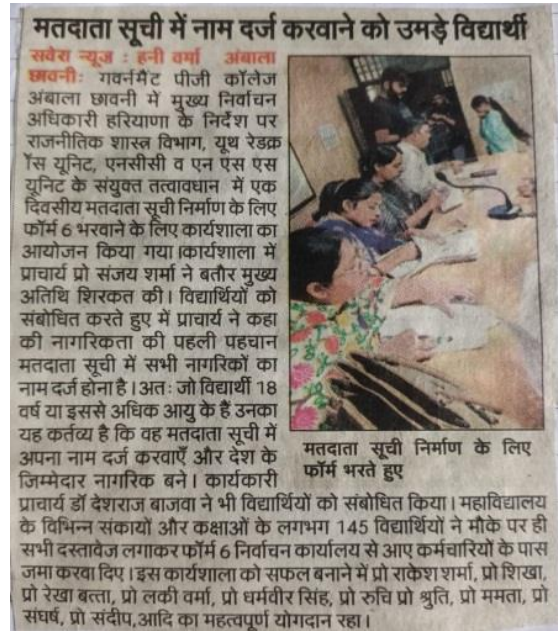 मतदाता सूची में नाम दर्ज करवाने को उमड़े विद्यार्थी
सवेरा न्यूज : हनी वर्मा अंबाला
छावनीः गवर्नमैंट पीजी कॉलेज
अंबाला छावनी में मुख्य निर्वाचन
अधिकारी हरियाणा के निर्देश पर
राजनीतिक शास्त्र विभाग, यूथ रेडक्र
ॉस यूनिट, एनसीसी व एन एस एस
यूनिट के संयुक्त तत्वावधान में एक
दिवसीय मतदाता सूची निर्माण के लिए
फॉर्म 6 भरवाने के लिए कार्यशाला का
आयोजन किया गया।कार्यशाला में
प्राचार्य प्रो संजय शर्मा ने बतौर मुख्य
अतिथि शिरकत की। विद्यार्थियों को
संबोधित करते हुए में प्राचार्य ने कहा
की नागरिकता की पहली पहचान
मतदाता सूची में सभी नागरिकों का
नाम दर्ज होना है।अतः जो विद्यार्थी 18
वर्ष या इससे अधिक आयु के हैं उनका
यह कर्तव्य है कि वह मतदाता सूची में
अपना नाम दर्ज करवाएँ और देश के
जिम्मेदार नागरिक बने। कार्यकारी
प्राचार्य डॉ देशराज बाजवा ने भी विद्यार्थियों को संबोधित किया। महाविद्यालय
के विभिन्न संकायों और कक्षाओं के लगभग 145 विद्यार्थियों ने मौके पर ही
सभी दस्तावेज लगाकर फॉर्म 6 निर्वाचन कार्यालय से आए कर्मचारियों के पास
जमा करवा दिए।इस कार्यशाला को सफल बनाने में प्रो राकेश शर्मा, प्रो शिखा,
प्रो रेखा बत्ता, प्रो लकी वर्मा, प्रो धर्मवीर सिंह, प्रो रुचि प्रो श्रुति, प्रो ममता, प्रो
संघर्ष, प्रो संदीप,आदि का महत्वपूर्ण योगदान रहा।
मतदाता सूची निर्माण के लिए
फॉर्म भरते हुए